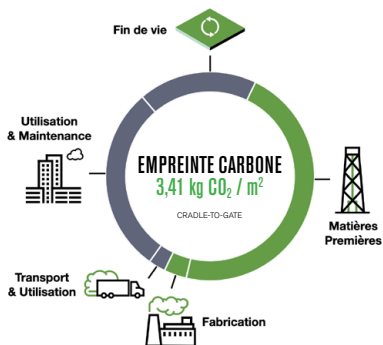 Fin de vie
Utilisation
& Maintenance
EMPREINTE CARBONE
3,41 kg CO₂ / m²
CRADLE-TO-GATE
Matières
Premières
Transport
& Utilisation
Fabrication